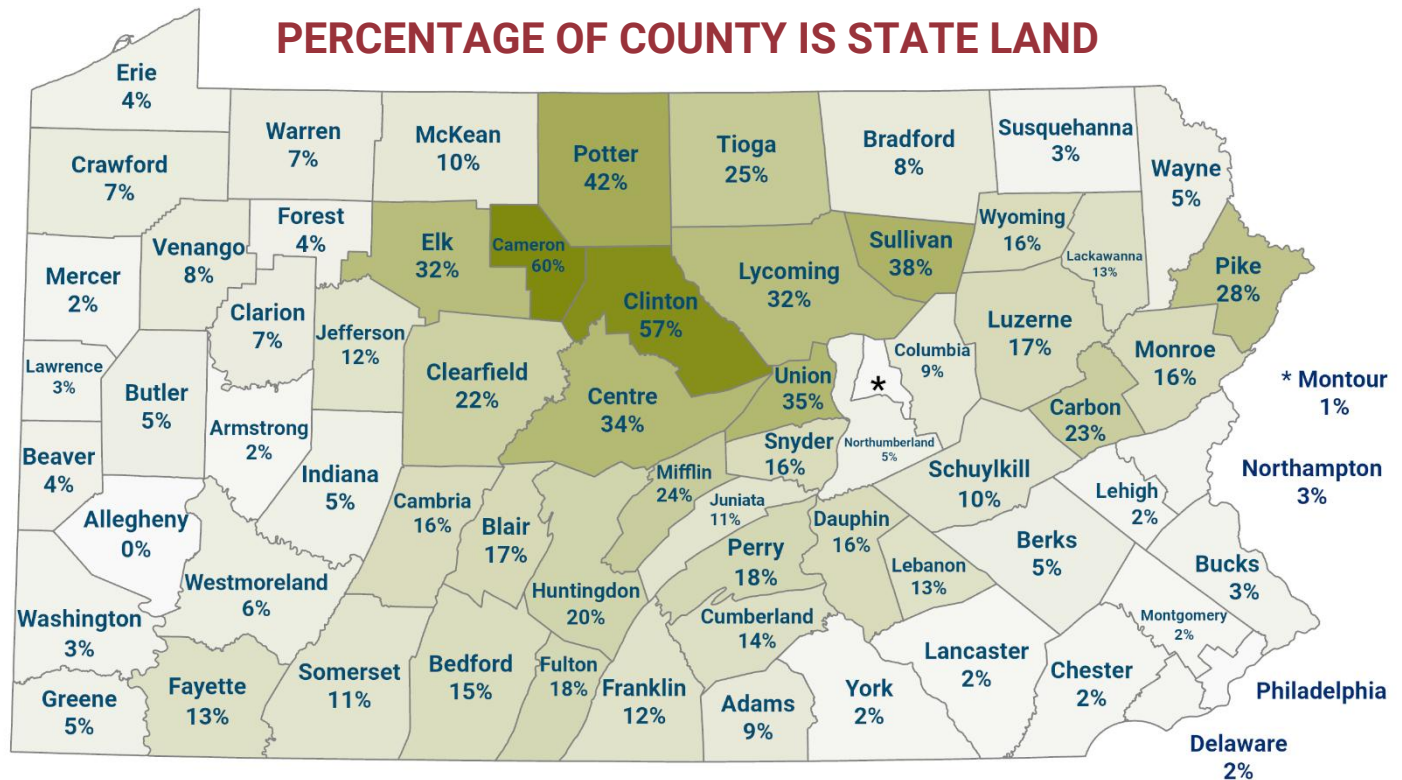 PERCENTAGE OF COUNTY IS STATE LAND
Erie
4%
Crawford
7%
Warren
7%
McKean
10%
Potter
42%
Tioga
25%
Bradford
8%
Susquehanna
3%
Wayne
5%
Mercer
2%
Venango
8%
Forest
4%
Elk
32%
Cameron
60%
Clinton
57%
Lycoming
32%
Sullivan
38%
Wyoming
16%
Lackawanna
13%
Pike
28%
Lawrence
3%
Butler
5%
Clarion
7%
Jefferson
12%
Clearfield
22%
Centre
34%
Union
35%
*
Columbia
9%
Luzerne
17%
Monroe
16%
* Montour
1%
Carbon
23%
Beaver
4%
Armstrong
2%
Indiana
5%
Snyder
16%
Northumberland
5%
Mifflin
24%
Juniata
11%
Schuylkill
10%
Northampton
3%
Lehigh
2%
Allegheny
0%
Cambria
16%
Blair
17%
Huntingdon
20%
Perry
18%
Dauphin
16%
Lebanon
13%
Berks
5%
Bucks
3%
Westmoreland
6%
Washington
3%
Cumberland
14%
Montgomery
2%
Greene
5%
Fayette
13%
Somerset
11%
Bedford
15%
Fulton
18%
Franklin
12%
Adams
9%
York
2%
Lancaster
2%
Chester
2%
Philadelphia
Delaware
2%